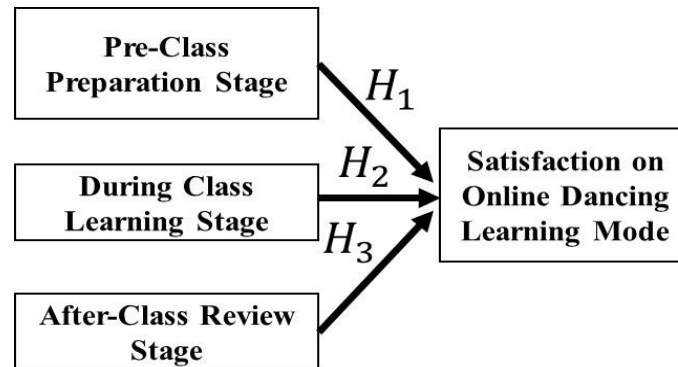 Pre-Class
Preparation Stage
H₁
During Class
Learning Stage
H₂
Satisfaction on
Online Dancing
Learning Mode
H₃
After-Class Review
Stage